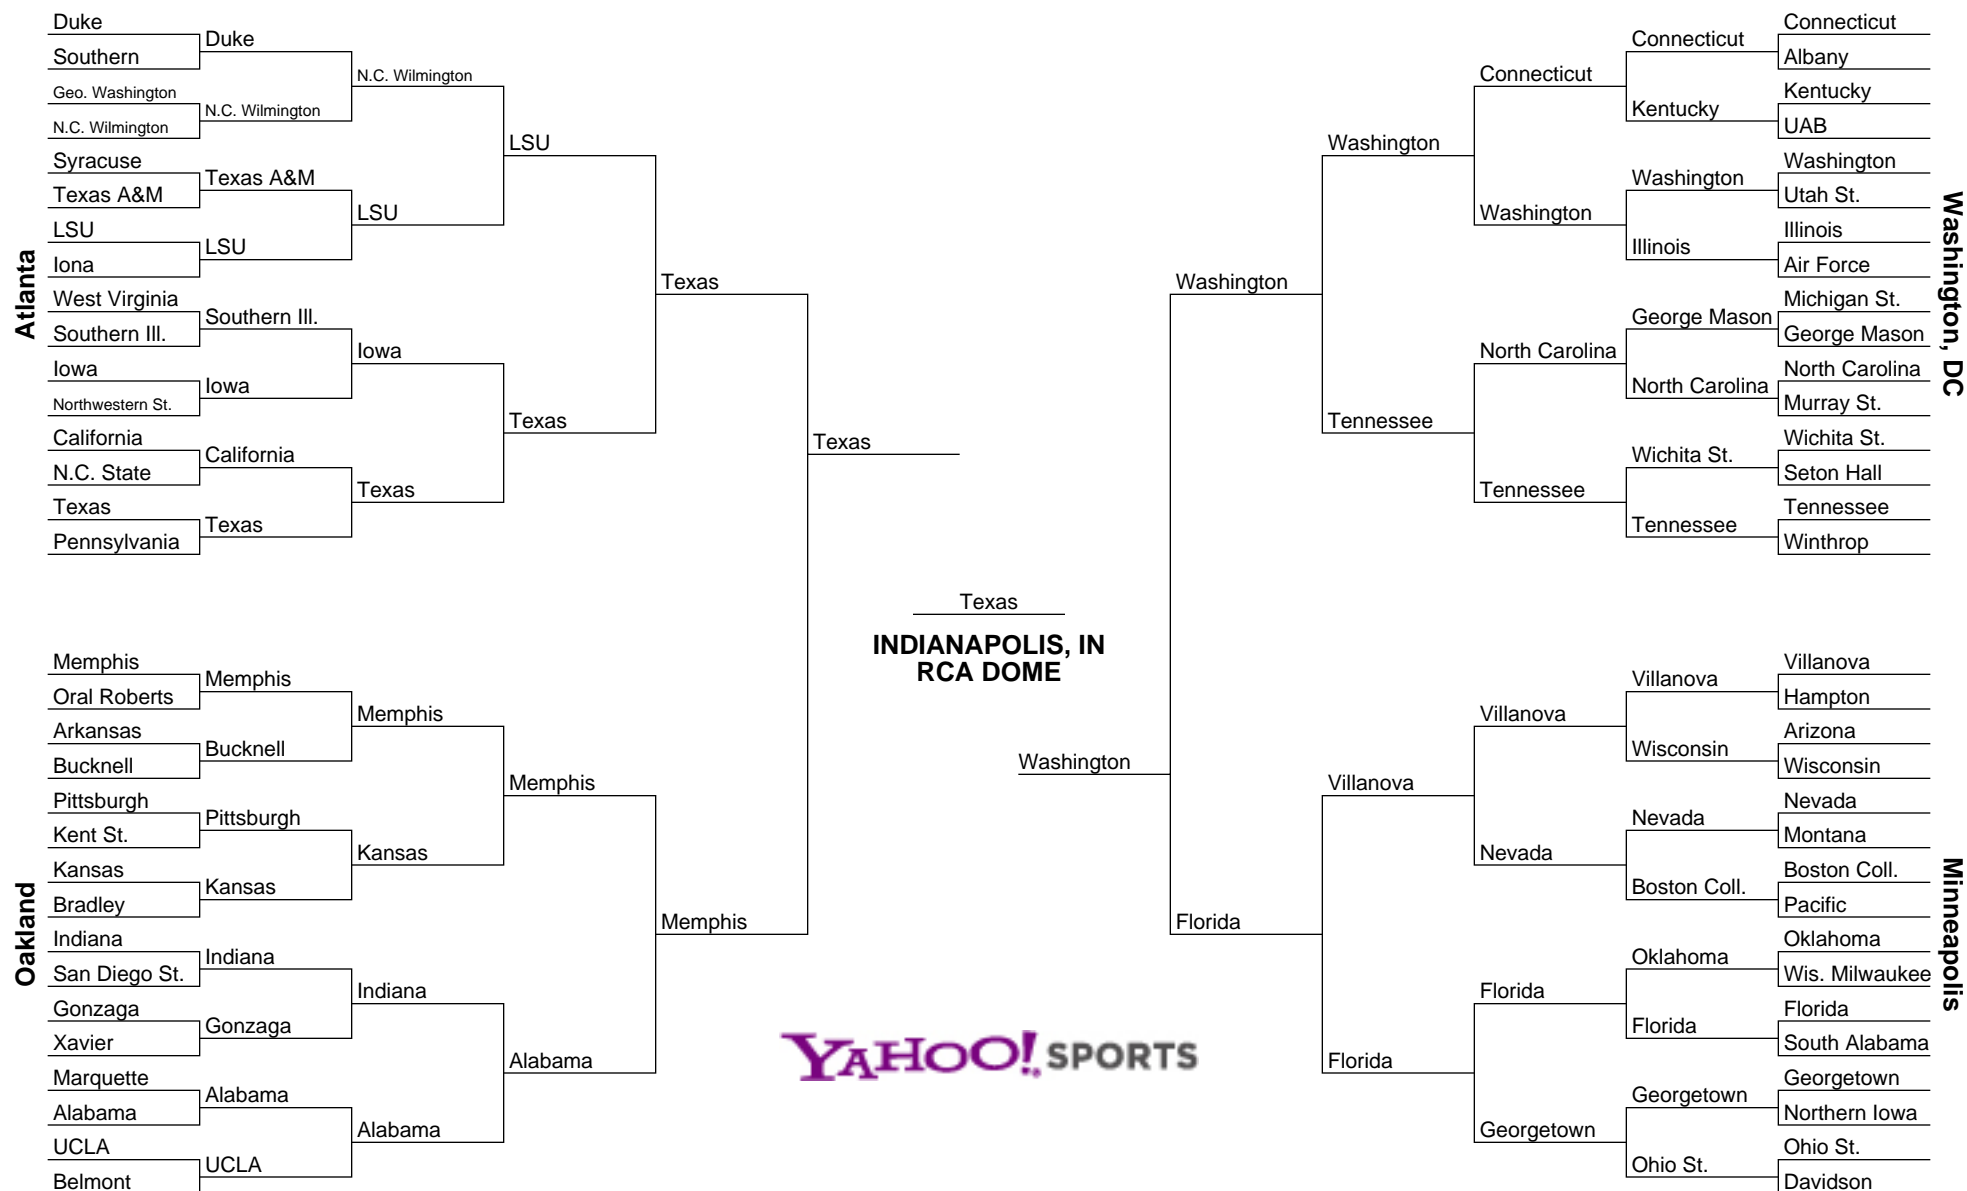 Duke
Southern
Geo. Washington
N.C. Wilmington
Syracuse
Texas A&M
LSU
Iona
West Virginia
Southern Ill.
Iowa
Northwestern St.
California
N.C. State
Texas
Pennsylvania
Duke
N.C. Wilmington
Texas A&M
LSU
Southern Ill.
Iowa
California
Texas
N.C. Wilmington
LSU
Iowa
Texas
LSU
Texas
Texas
Atlanta
Memphis
Oral Roberts
Arkansas
Bucknell
Pittsburgh
Kent St.
Kansas
Bradley
Indiana
San Diego St.
Gonzaga
Xavier
Marquette
Alabama
UCLA
Belmont
Memphis
Bucknell
Pittsburgh
Kansas
Indiana
Gonzaga
Alabama
UCLA
Memphis
Kansas
Indiana
Alabama
Memphis
Alabama
Memphis
Oakland
Texas
Texas
INDIANAPOLIS, IN
RCA DOME
Washington
YAHOO! SPORTS
Washington
Washington
Tennessee
Connecticut
Washington
North Carolina
Tennessee
Connecticut
Kentucky
Washington
Illinois
George Mason
North Carolina
Wichita St.
Tennessee
Connecticut
Albany
Kentucky
UAB
Washington
Utah St.
Illinois
Air Force
Michigan St.
George Mason
North Carolina
Murray St.
Wichita St.
Seton Hall
Tennessee
Winthrop
Washington, DC
Florida
Villanova
Florida
Villanova
Nevada
Florida
Georgetown
Villanova
Wisconsin
Nevada
Boston Coll.
Oklahoma
Florida
Georgetown
Ohio St.
Villanova
Hampton
Arizona
Wisconsin
Nevada
Montana
Boston Coll.
Pacific
Oklahoma
Wis. Milwaukee
Florida
South Alabama
Georgetown
Northern Iowa
Ohio St.
Davidson
Minneapolis